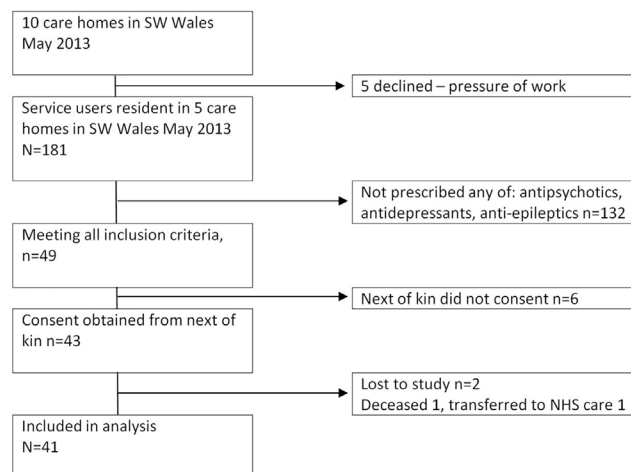 10 care homes in SW Wales
May 2013
5 declined – pressure of work
Service users resident in 5 care
homes in SW Wales May 2013
N=181
Not prescribed any of: antipsychotics,
antidepressants, anti-epileptics n=132
Meeting all inclusion criteria,
n=49
Next of kin did not consent n=6
Consent obtained from next of
kin n=43
Lost to study n=2
Deceased 1, transferred to NHS care 1
Included in analysis
N=41